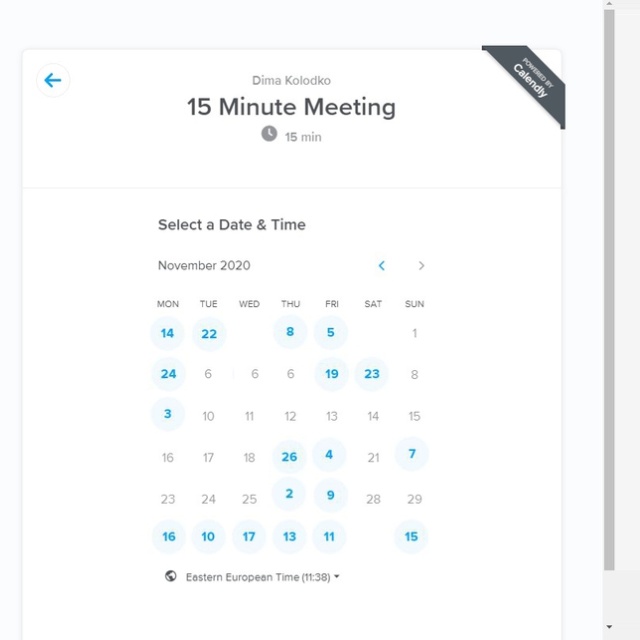 POWERED BY
Calendly
Dima Kolodko
15 Minute Meeting
15 min
Select a Date & Time
November 2020
MON TUE WED THU FRI SAT SUN
14 22 8 5 1
24 6 6 6 19 23 8
3 10 11 12 13 14 15
16 17 18 26 4 21 7
23 24 25 2 9 28 29
16 10 17 13 11 15
Eastern European Time (11:38)